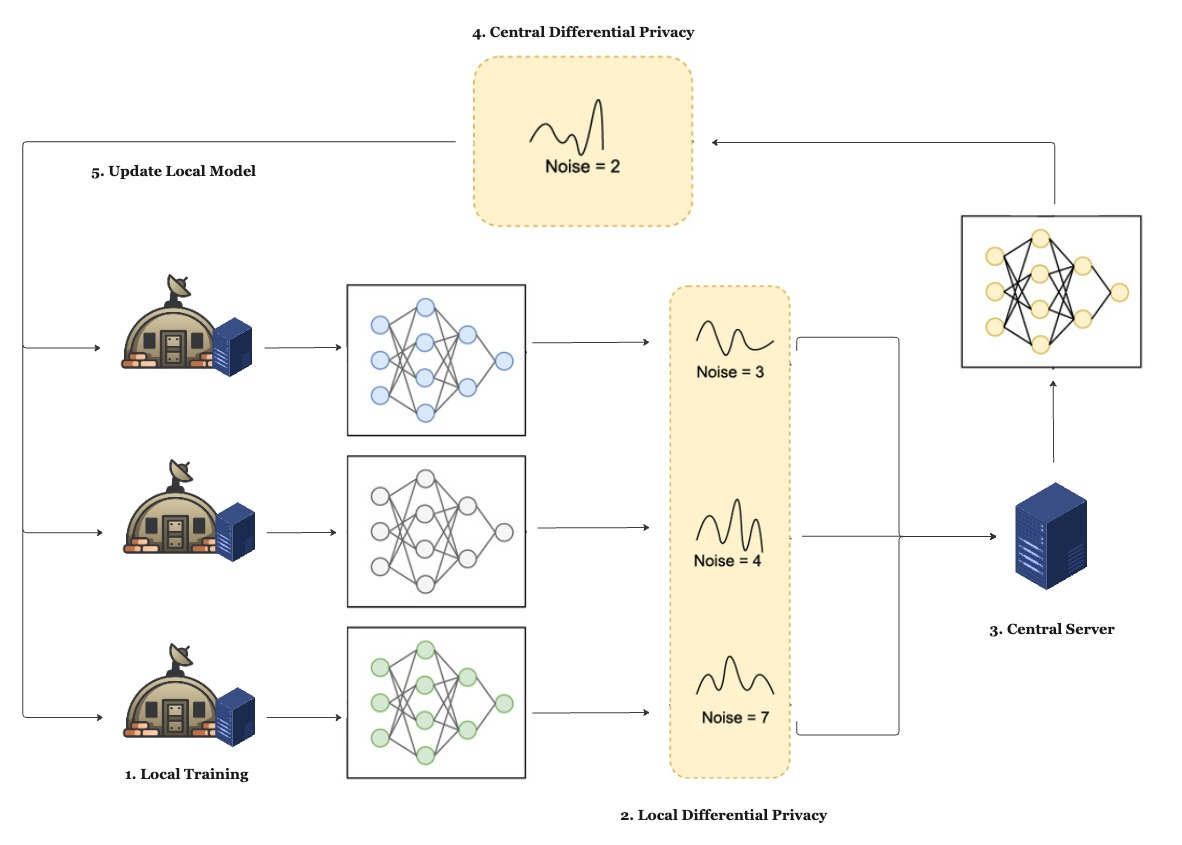 4. Central Differential Privacy
Noise = 2
5. Update Local Model
Noise = 3
Noise = 4
3. Central Server
Noise = 7
1. Local Training
2. Local Differential Privacy